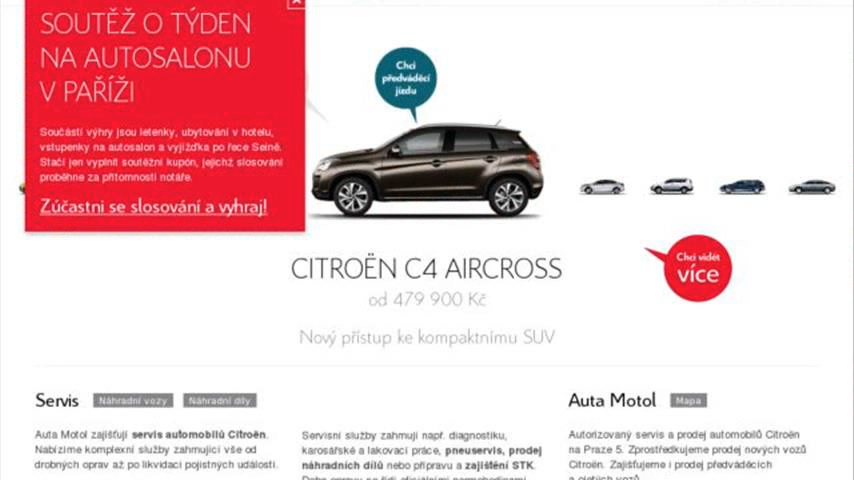 SOUTĚŽ O TÝDEN
NA AUTOSALONU
V PAŘÍŽI
Součástí výhry jsou letenky, ubytování v hotelu,
vstupenky na autosalon a vyjížďka po řece Seině.
Stačí jen vyplnit soutěžní kupón, jejichž slosování
proběhne za přítomnosti notáře.
Zúčastni se slosování a vyhraj!
Chci
předváděcí
jízdu
CITROËN C4 AIRCROSS
od 479 900 Kč
Nový přístup ke kompaktnímu SUV
Chci vidět
více
Servis
Náhradní vozy
Náhradní díly
Auta Motol zajišťují servis automobilů Citroën.
Nabízíme komplexní služby zahrnující vše od
drobných oprav až po likvidaci pojistných událostí.
Servisní služby zahrnují např. diagnostiku,
karosářské a lakovací práce, pneuservis, prodej
náhradních dílů nebo přípravu a zajištění STK.
Auta Motol
Mapa
Autorizovaný servis a prodej automobilů Citroën
na Praze 5. Zprostředkujeme prodej nových vozů
Citroën. Zajišťujeme i prodej předváděcích
a ojetých vozů